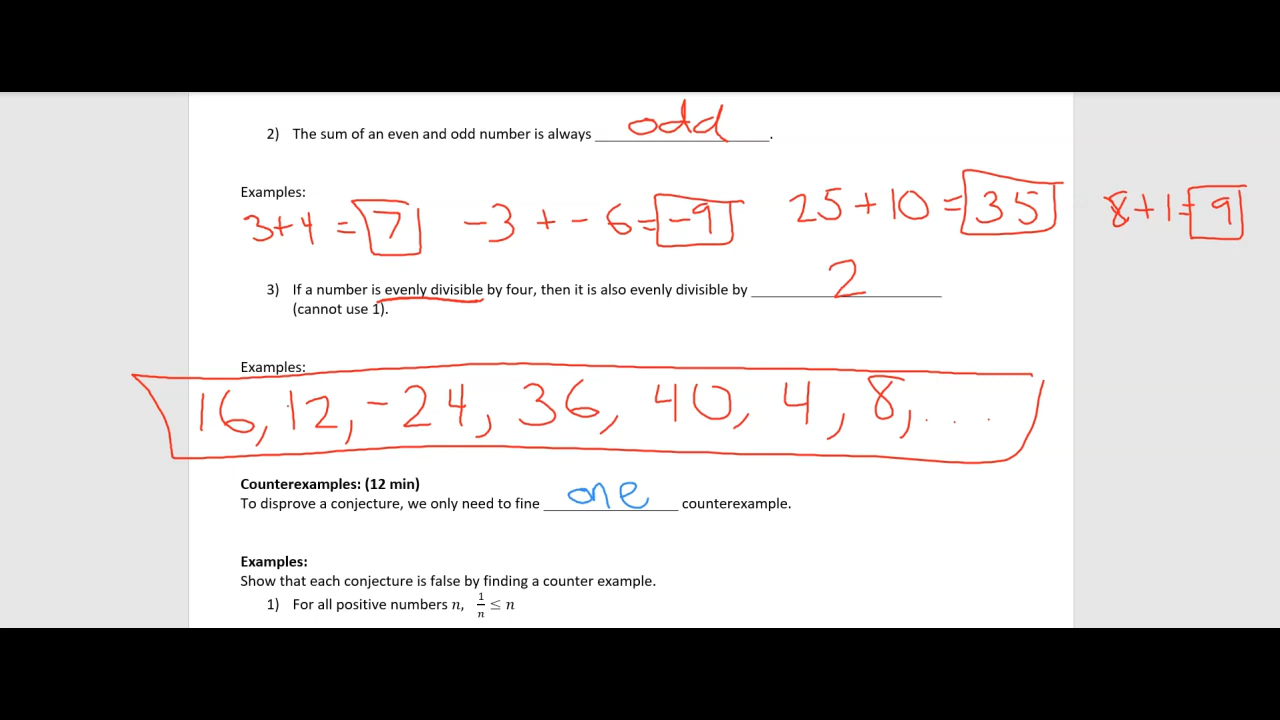 2) The sum of an even and odd number is always odd.
Examples:
3+4 = 7 -3 + -6 = -9 25+10 = 35 8+1= 9
3) If a number is evenly divisible by four, then it is also evenly divisible by 2
(cannot use 1).
Examples:
16, 12, -24, 36, 40, 4, 8, ...
Counterexamples: (12 min)
To disprove a conjecture, we only need to fine one counterexample.
Examples:
Show that each conjecture is false by finding a counter example.
1) For all positive numbers n, 1/n ≤ n